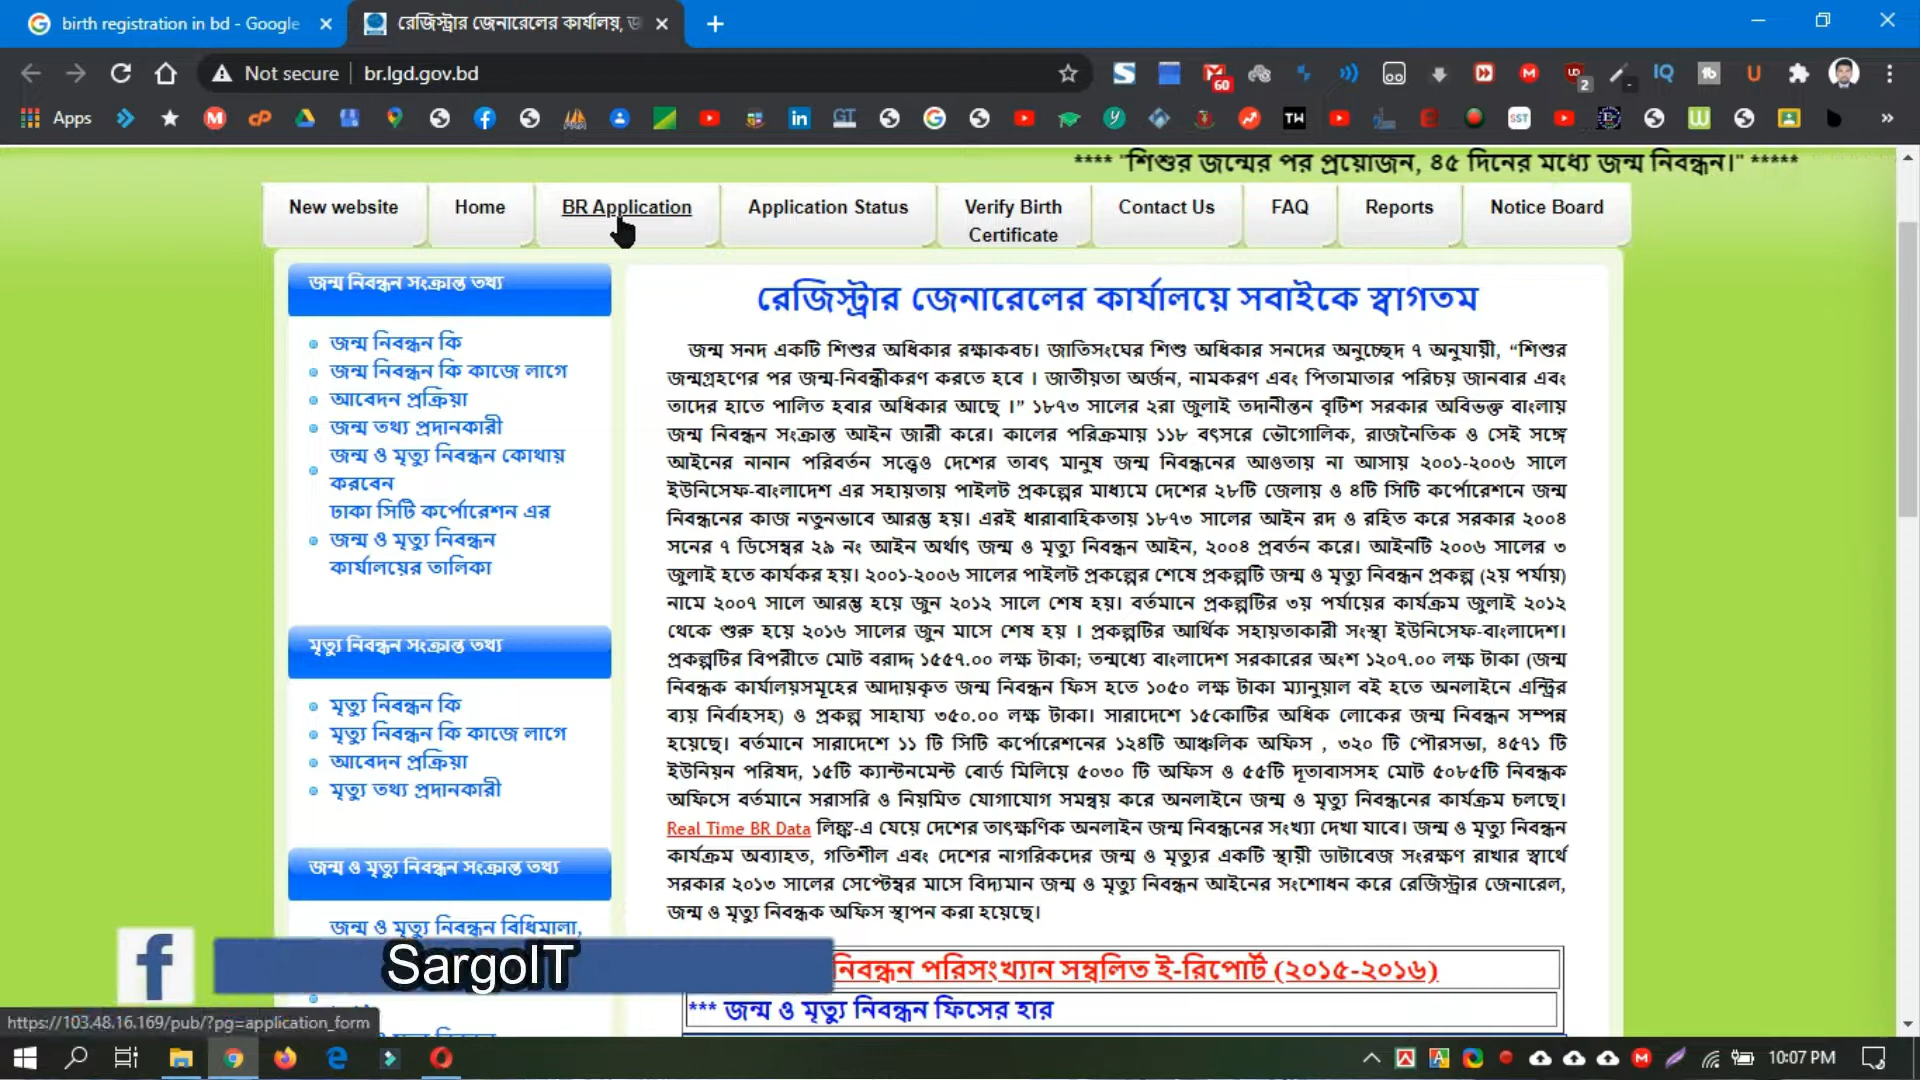 birth registration in bd - Google
রেজিস্ট্রার জেনারেলের কার্যালয়, জ
Not secure
br.lgd.gov.bd
60
2
IQ
Apps
GT
TW
SST
**** "শিশুর জন্মের পর প্রয়োজন, ৪৫ দিনের মধ্যে জন্ম নিবন্ধন।" *****
New website
Home
BR Application
Application Status
Verify Birth
Certificate
Contact Us
FAQ
Reports
Notice Board
জন্ম নিবন্ধন সংক্রান্ত তথ্য
জন্ম নিবন্ধন কি
জন্ম নিবন্ধন কি কাজে লাগে
আবেদন প্রক্রিয়া
জন্ম তথ্য প্রদানকারী
জন্ম ও মৃত্যু নিবন্ধন কোথায়
করবেন
ঢাকা সিটি কর্পোরেশন এর
জন্ম ও মৃত্যু নিবন্ধন
কার্যালয়ের তালিকা
মৃত্যু নিবন্ধন সংক্রান্ত তথ্য
মৃত্যু নিবন্ধন কি
মৃত্যু নিবন্ধন কি কাজে লাগে
আবেদন প্রক্রিয়া
মৃত্যু তথ্য প্রদানকারী
জন্ম ও মৃত্যু নিবন্ধন সংক্রান্ত তথ্য
জন্ম ও মৃত্যু নিবন্ধন বিধিমালা,
রেজিস্ট্রার জেনারেলের কার্যালয়ে সবাইকে স্বাগতম
জন্ম সনদ একটি শিশুর অধিকার রক্ষাকবচ। জাতিসংঘের শিশু অধিকার সনদের অনুচ্ছেদ ৭ অনুযায়ী, “শিশুর
জন্মগ্রহণের পর জন্ম-নিবন্ধীকরণ করতে হবে । জাতীয়তা অর্জন, নামকরণ এবং পিতামাতার পরিচয় জানবার এবং
তাদের হাতে পালিত হবার অধিকার আছে ।” ১৮৭৩ সালের ২রা জুলাই তদানীন্তন বৃটিশ সরকার অবিভক্ত বাংলায়
জন্ম নিবন্ধন সংক্রান্ত আইন জারী করে। কালের পরিক্রমায় ১১৮ বৎসরে ভৌগোলিক, রাজনৈতিক ও সেই সঙ্গে
আইনের নানান পরিবর্তন সত্ত্বেও দেশের তাবৎ মানুষ জন্ম নিবন্ধনের আওতায় না আসায় ২০০১-২০০৬ সালে
ইউনিসেফ-বাংলাদেশ এর সহায়তায় পাইলট প্রকল্পের মাধ্যমে দেশের ২৮টি জেলায় ও ৪টি সিটি কর্পোরেশনে জন্ম
নিবন্ধনের কাজ নতুনভাবে আরম্ভ হয়। এরই ধারাবাহিকতায় ১৮৭৩ সালের আইন রদ ও রহিত করে সরকার ২০০৪
সনের ৭ ডিসেম্বর ২৯ নং আইন অর্থাৎ জন্ম ও মৃত্যু নিবন্ধন আইন, ২০০৪ প্রবর্তন করে। আইনটি ২০০৬ সালের ৩
জুলাই হতে কার্যকর হয়। ২০০১-২০০৬ সালের পাইলট প্রকল্পের শেষে প্রকল্পটি জন্ম ও মৃত্যু নিবন্ধন প্রকল্প (২য় পর্যায়)
নামে ২০০৭ সালে আরম্ভ হয়ে জুন ২০১২ সালে শেষ হয়। বর্তমানে প্রকল্পটির ৩য় পর্যায়ের কার্যক্রম জুলাই ২০১২
থেকে শুরু হয়ে ২০১৬ সালের জুন মাসে শেষ হয় । প্রকল্পটির আর্থিক সহায়তাকারী সংস্থা ইউনিসেফ-বাংলাদেশ।
প্রকল্পটির বিপরীতে মোট বরাদ্দ ১৫৫৭.০০ লক্ষ টাকা; তন্মধ্যে বাংলাদেশ সরকারের অংশ ১২০৭.০০ লক্ষ টাকা (জন্ম
নিবন্ধক কার্যালয়সমূহের আদায়কৃত জন্ম নিবন্ধন ফিস হতে ১০৫০ লক্ষ টাকা ম্যানুয়াল বই হতে অনলাইনে এন্ট্রির
ব্যয় নির্বাহসহ) ও প্রকল্প সাহায্য ৩৫০.০০ লক্ষ টাকা। সারাদেশে ১৫কোটির অধিক লোকের জন্ম নিবন্ধন সম্পন্ন
হয়েছে। বর্তমানে সারাদেশে ১১ টি সিটি কর্পোরেশনের ১২৪টি আঞ্চলিক অফিস , ৩২০ টি পৌরসভা, ৪৫৭১ টি
ইউনিয়ন পরিষদ, ১৫টি ক্যান্টনমেন্ট বোর্ড মিলিয়ে ৫০৩০ টি অফিস ও ৫৫টি দূতাবাসসহ মোট ৫০৮৫টি নিবন্ধক
অফিসে বর্তমানে সরাসরি ও নিয়মিত যোগাযোগ সমন্বয় করে অনলাইনে জন্ম ও মৃত্যু নিবন্ধনের কার্যক্রম চলছে।
Real Time BR Data লিঙ্ক-এ যেয়ে দেশের তাৎক্ষণিক অনলাইন জন্ম নিবন্ধনের সংখ্যা দেখা যাবে। জন্ম ও মৃত্যু নিবন্ধন
কার্যক্রম অব্যাহত, গতিশীল এবং দেশের নাগরিকদের জন্ম ও মৃত্যুর একটি স্থায়ী ডাটাবেজ সংরক্ষণ রাখার স্বার্থে
সরকার ২০১৩ সালের সেপ্টেম্বর মাসে বিদ্যমান জন্ম ও মৃত্যু নিবন্ধন আইনের সংশোধন করে রেজিস্ট্রার জেনারেল,
জন্ম ও মৃত্যু নিবন্ধক অফিস স্থাপন করা হয়েছে।
নিবন্ধন পরিসংখ্যান সম্বলিত ই-রিপোর্ট (২০১৫-২০১৬)
*** জন্ম ও মৃত্যু নিবন্ধন ফিসের হার
SargoIT
https://103.48.16.169/pub/?pg=application_form
10:07 PM